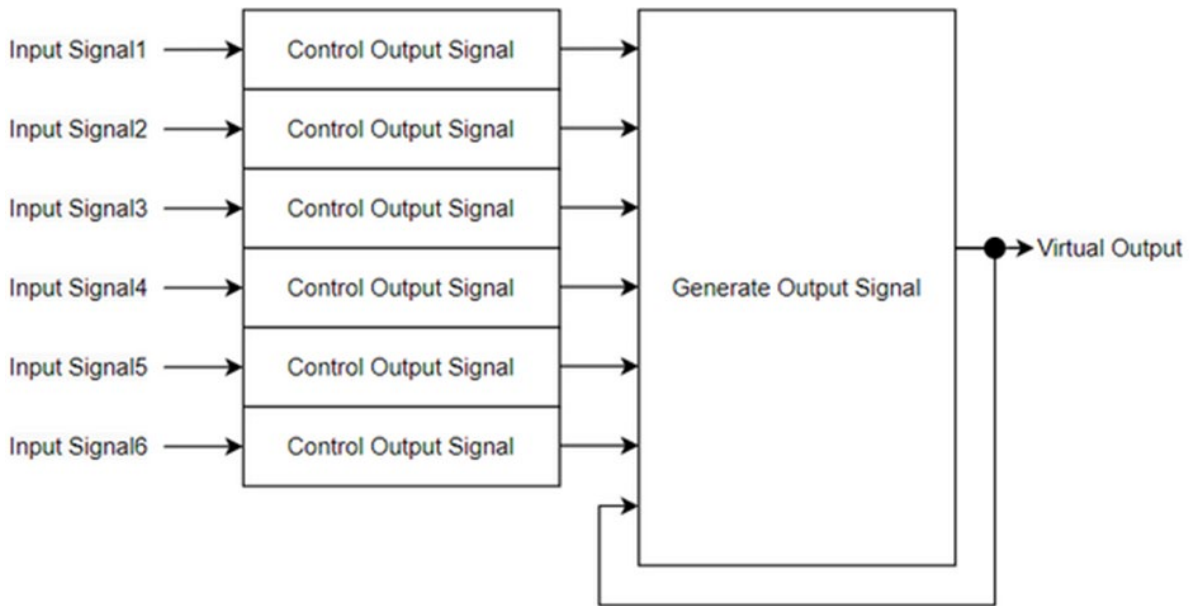 Input Signal1
Control Output Signal
Input Signal2
Control Output Signal
Input Signal3
Control Output Signal
Virtual Output
Input Signal4
Control Output Signal
Generate Output Signal
Input Signal5
Control Output Signal
Input Signal6
Control Output Signal